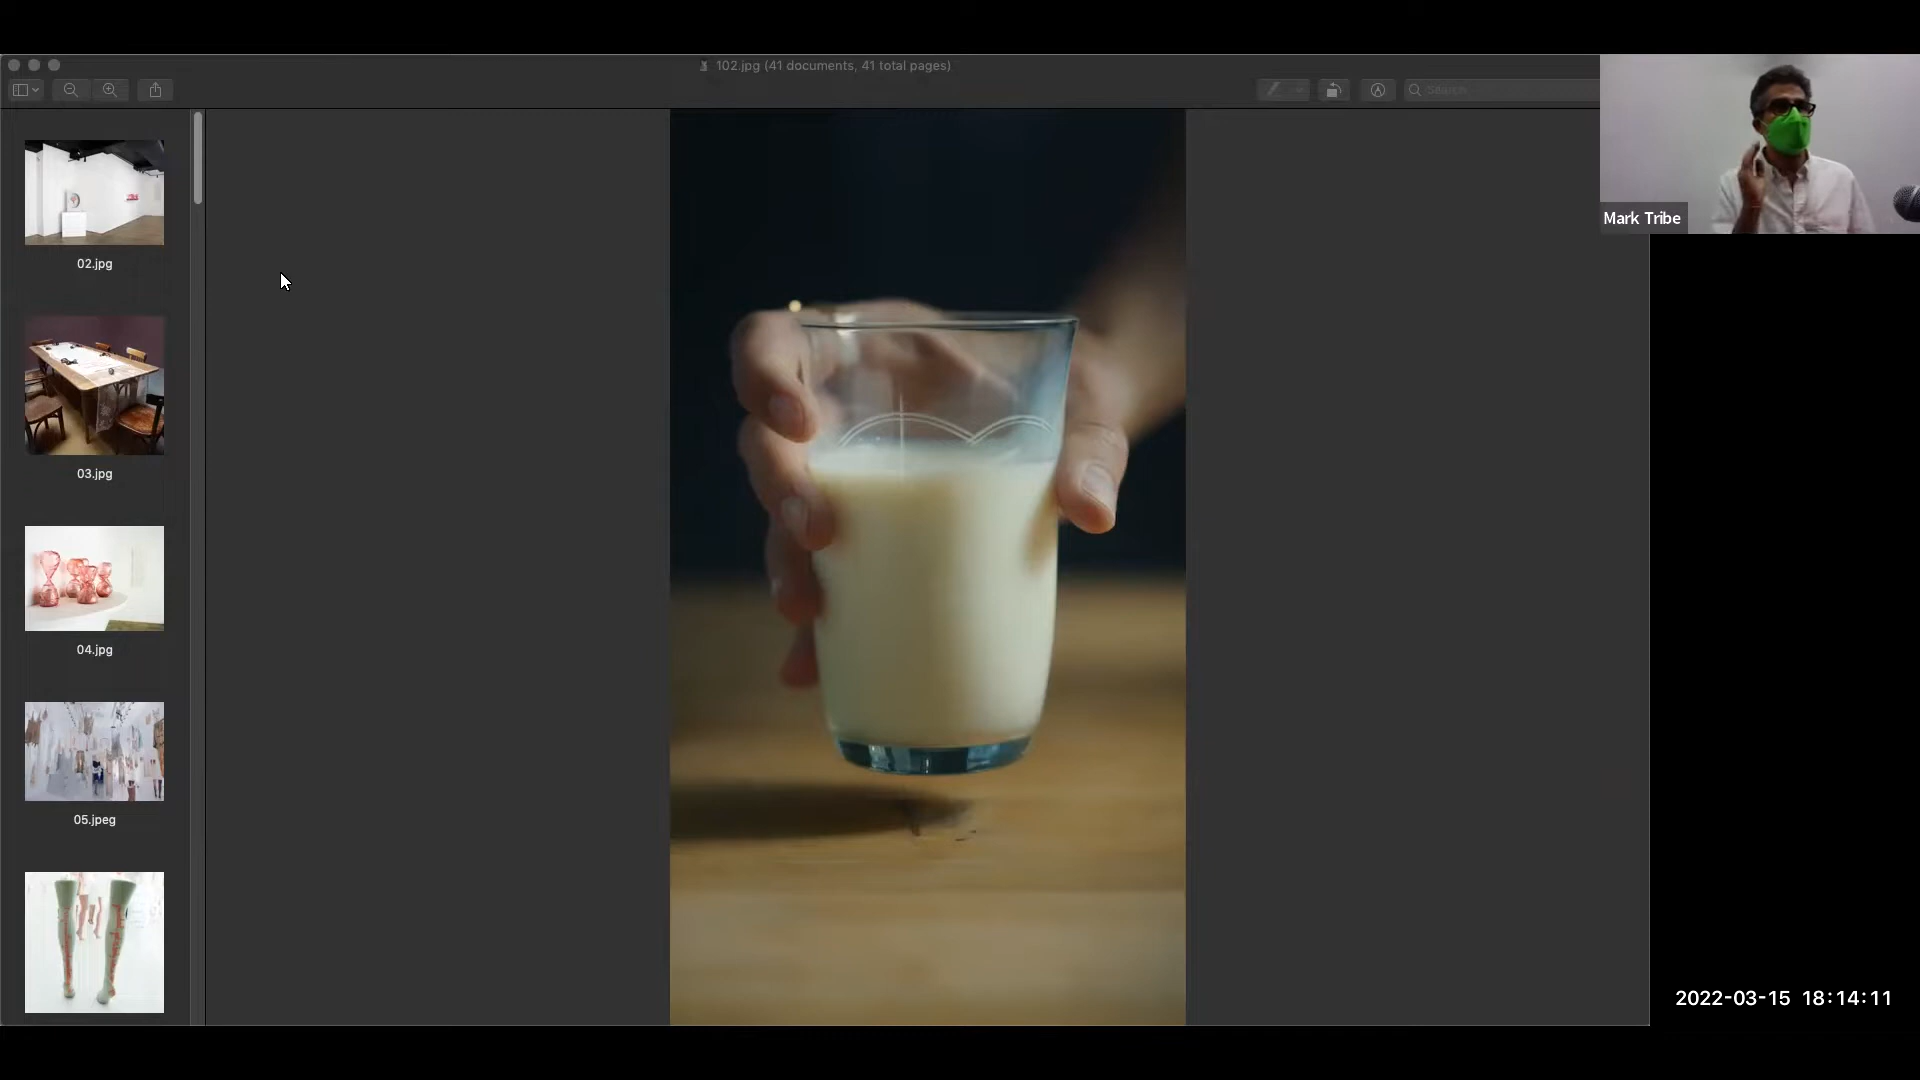 102.jpg (41 documents, 41 total pages)
Search
02.jpg
03.jpg
04.jpg
05.jpeg
Mark Tribe
2022-03-15 18:14:11